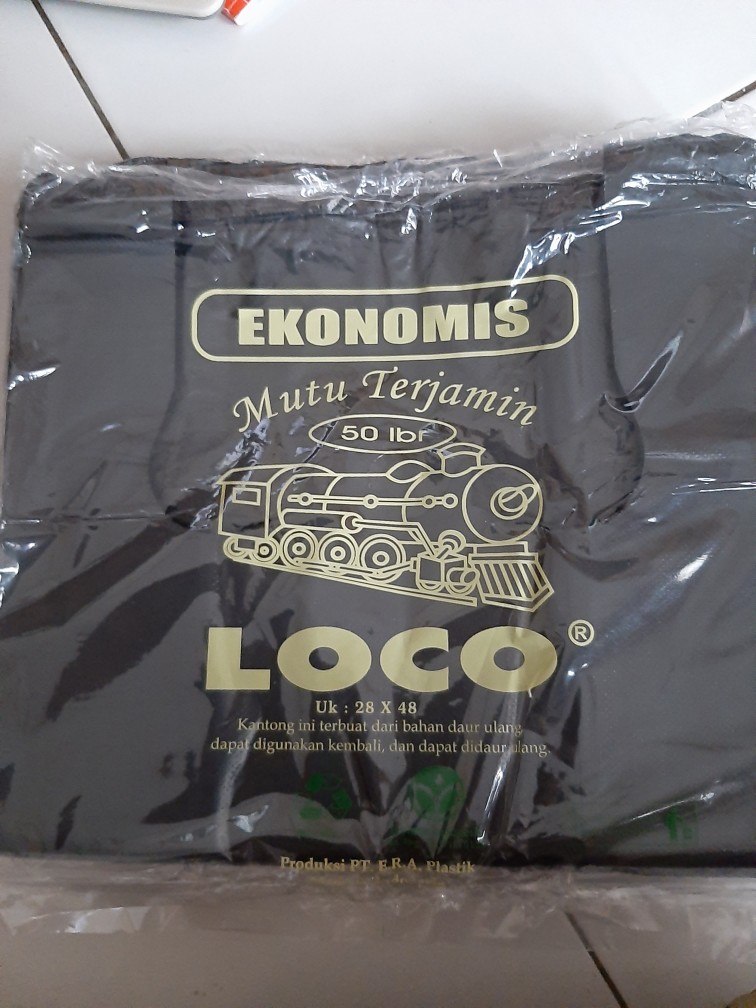 EKONOMIS
Mutu Terjamin
50 lbr
LOCO®
Uk : 28 X 48
Kantong ini terbuat dari bahan daur ulang,
dapat digunakan kembali, dan dapat didaur ulang.
Produksi PT. E.R.A. Plastik